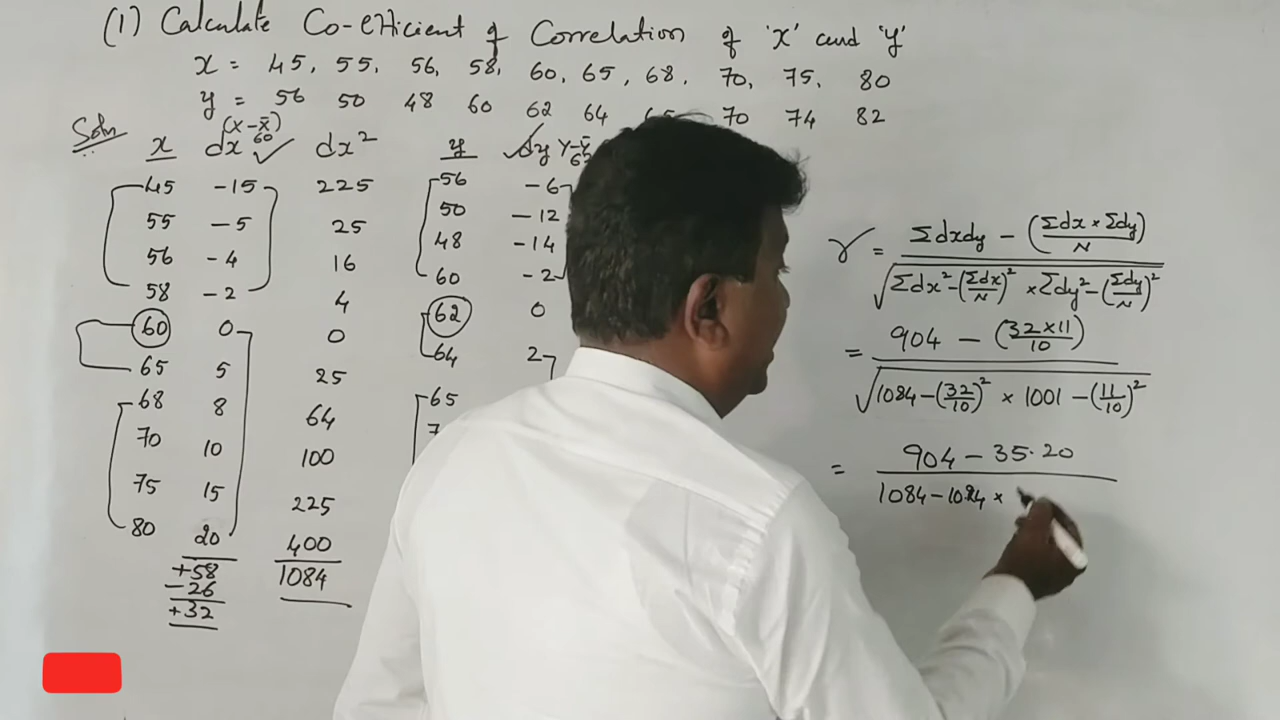 (1) Calculate Co-efficient of Correlation of 'x' and 'y'
x = 45, 55, 56, 58, 60, 65, 68, 70, 75, 80
y = 56 50 48 60 62 64 65 70 74 82
Soln
(x-x̄)
60
x dx ✓ dx² y dy y-ȳ
45 -15 225 56 -6
55 -5 25 50 -12
56 -4 16 48 -14
58 -2 4 60 -2
60 0 0 62 0
65 5 25 64 2
68 8 64 65
70 10 100 7
75 15 225
80 20 400
+58 1084
-26
+32
r = Σdxdy - (Σdx × Σdy / N) / √Σdx² - (Σdx/N)² × Σdy² - (Σdy/N)²
= 904 - (32×11 / 10) / √1084 - (32/10)² × 1001 - (11/10)²
= 904 - 35.20 / 1084 - 10.24 ×